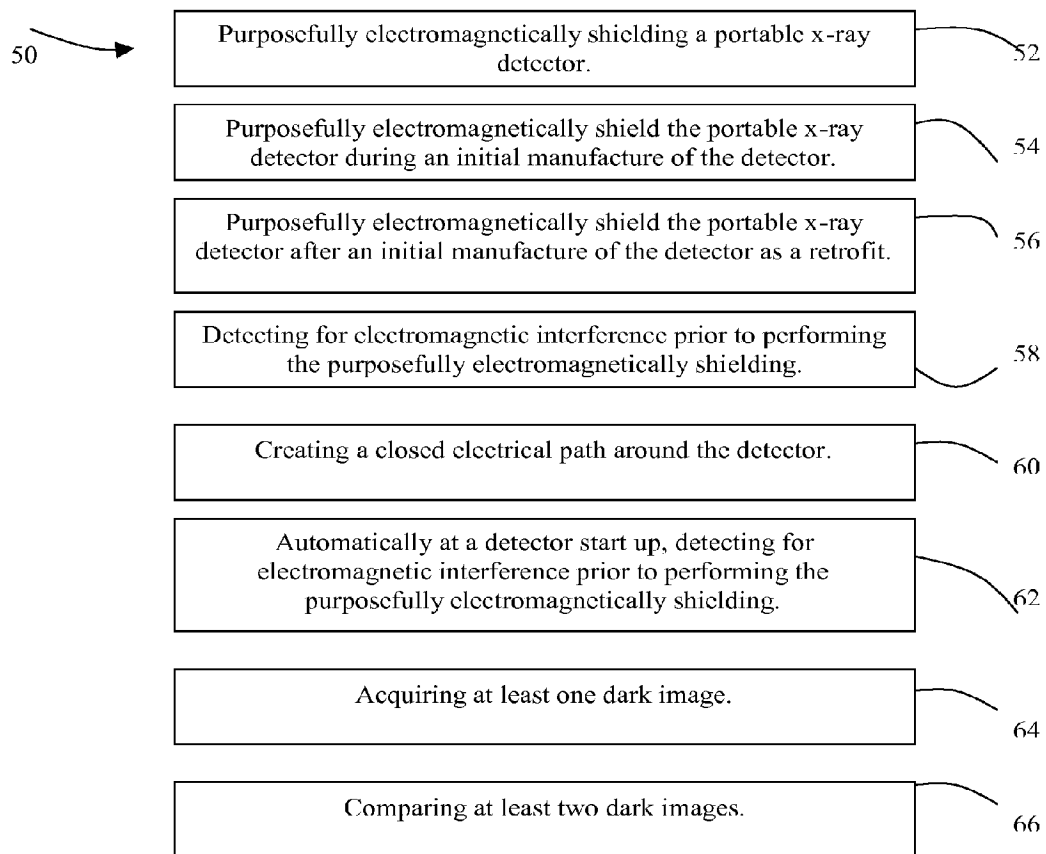 50
Purposefully electromagnetically shielding a portable x-ray
detector.
52
Purposefully electromagnetically shield the portable x-ray
detector during an initial manufacture of the detector.
54
Purposefully electromagnetically shield the portable x-ray
detector after an initial manufacture of the detector as a retrofit.
56
Detecting for electromagnetic interference prior to performing
the purposefully electromagnetically shielding.
58
Creating a closed electrical path around the detector.
60
Automatically at a detector start up, detecting for
electromagnetic interference prior to performing the
purposefully electromagnetically shielding.
62
Acquiring at least one dark image.
64
Comparing at least two dark images.
66